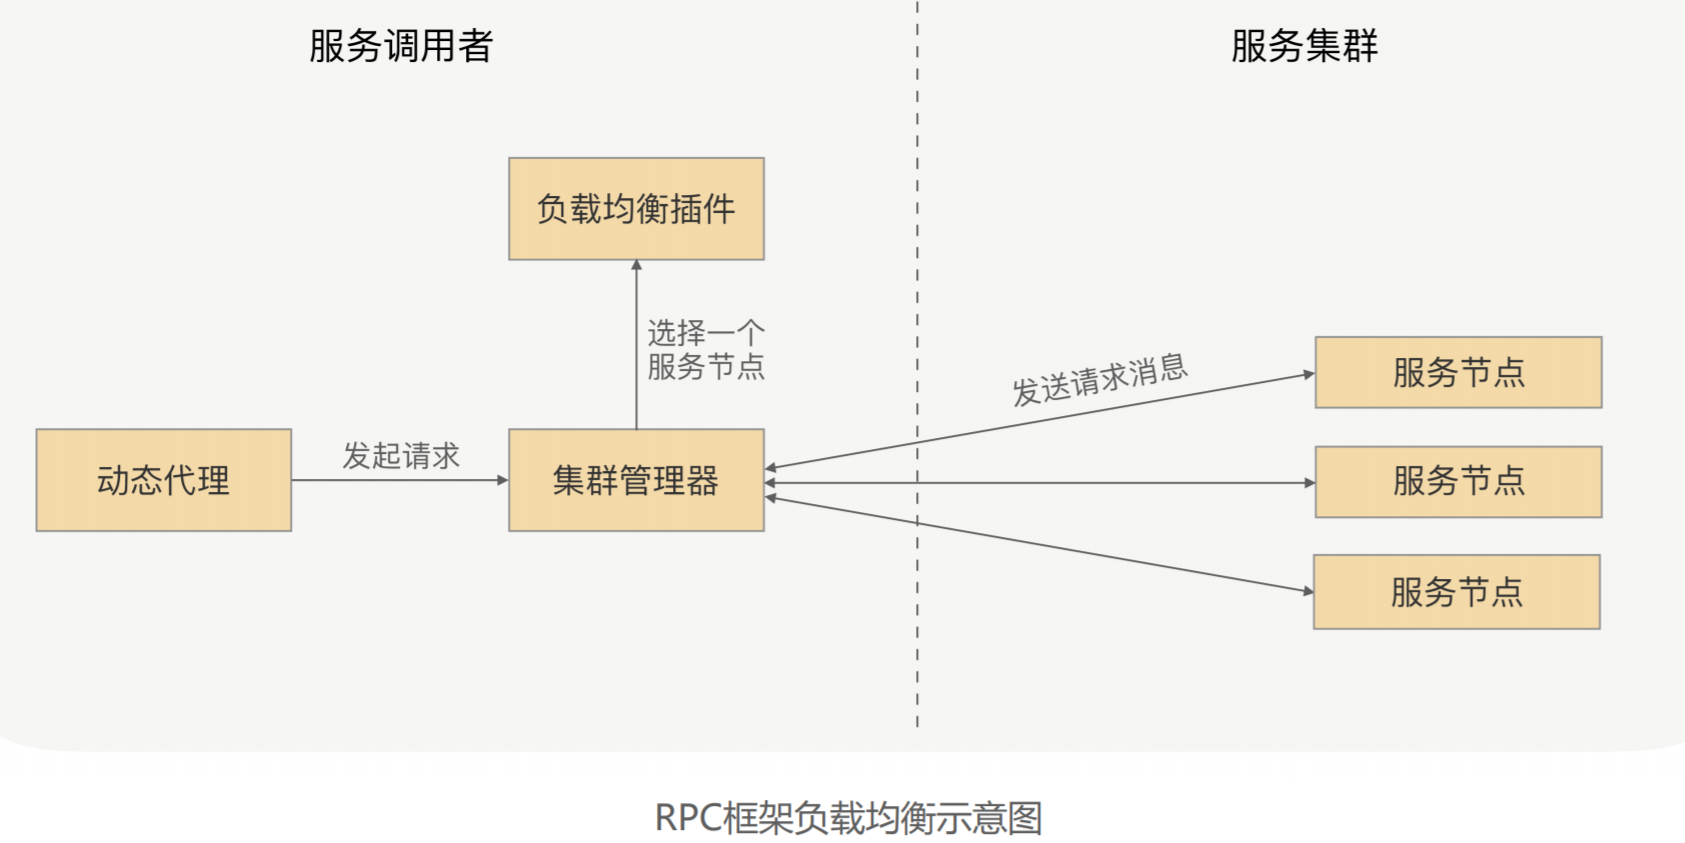 服务调用者
服务集群
负载均衡插件
选择一个
服务节点
发送请求消息
服务节点
动态代理
发起请求
集群管理器
服务节点
服务节点
RPC框架负载均衡示意图